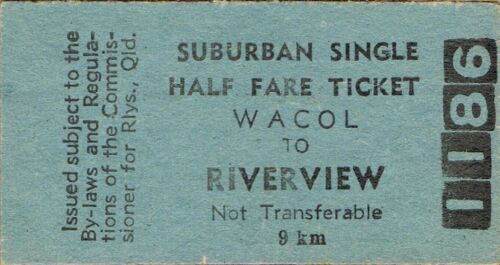 Issued subject to the
By-laws and Regula-
tions of the Commis-
sioner for Rlys., Qld.
SUBURBAN SINGLE
HALF FARE TICKET
WACOL
TO
RIVERVIEW
Not Transferable
9 km
1186